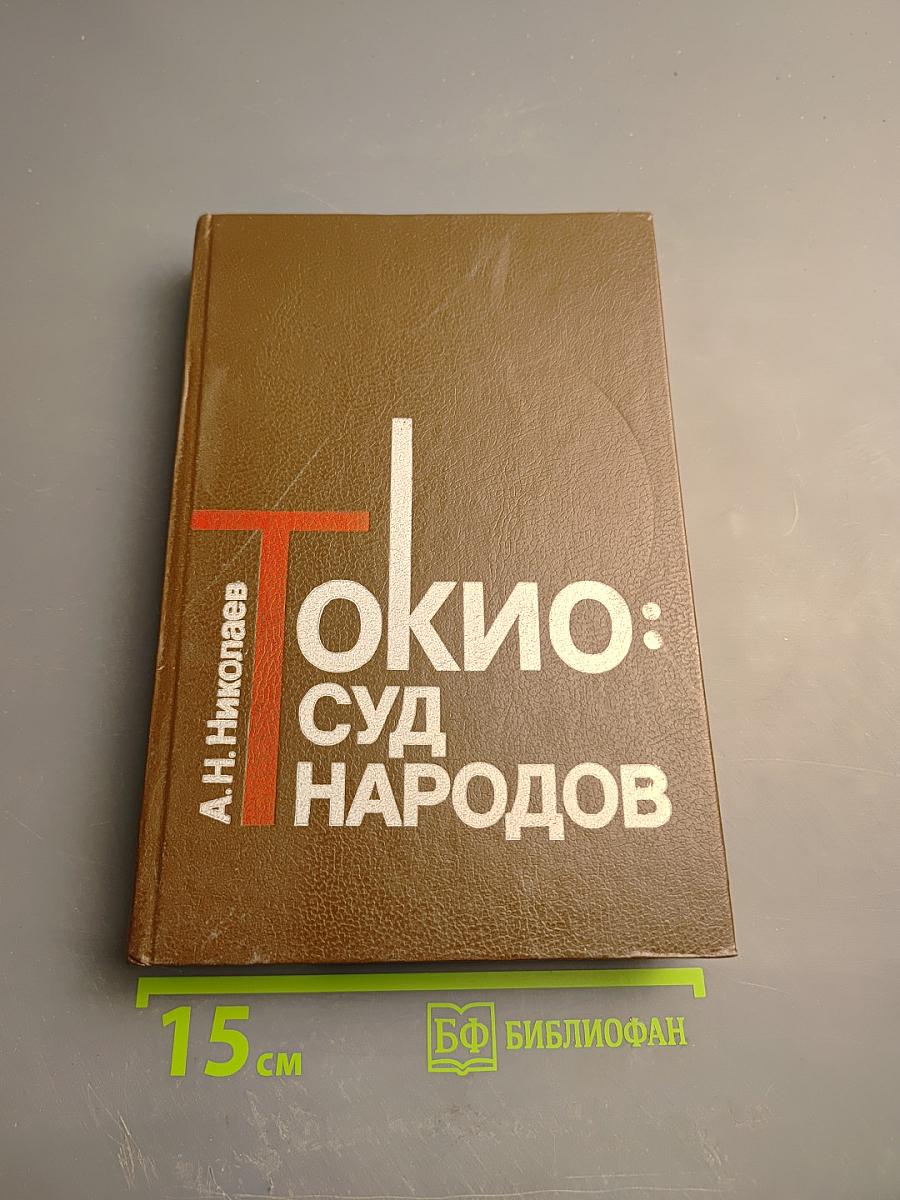 А. Н. Николаев
Токио:
СУД
НАРОДОВ
15 см
БФ БИБЛИОФАН